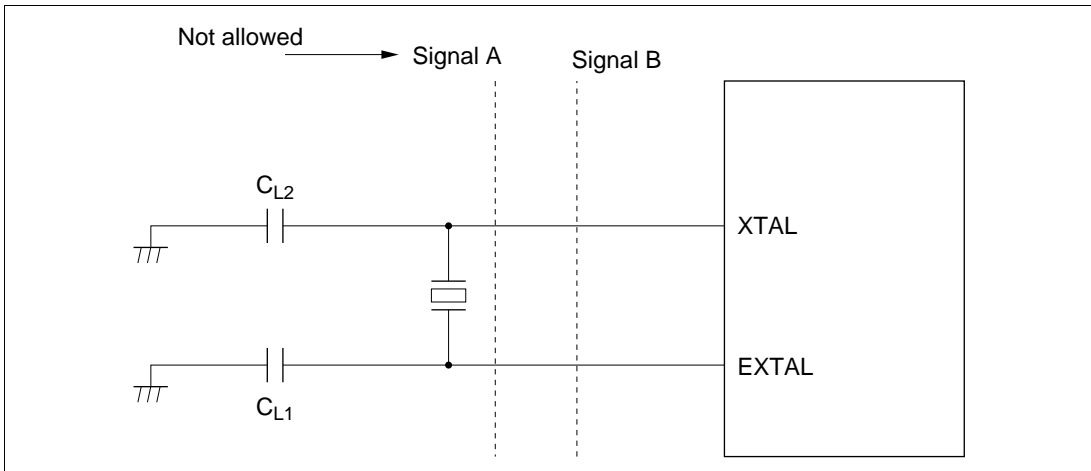 Not allowed
Signal A
Signal B
CL2
XTAL
EXTAL
CL1